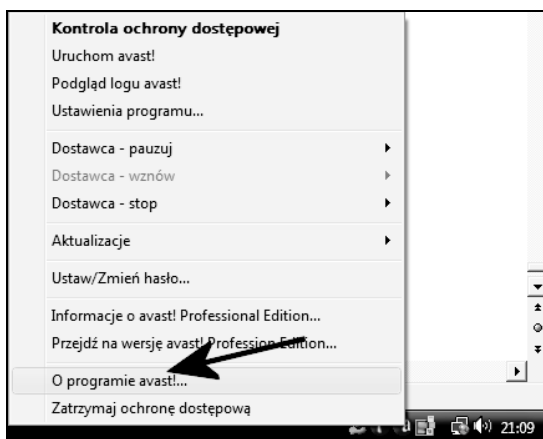 Kontrola ochrony dostępowej
Uruchom avast!
Podgląd logu avast!
Ustawienia programu...
Dostawca - pauzuj
Dostawca - wznów
Dostawca - stop
Aktualizacje
Ustaw/Zmień hasło...
Informacje o avast! Professional Edition...
Przejdź na wersję avast! Profession Edition...
O programie avast!...
Zatrzymaj ochronę dostępową
21:09